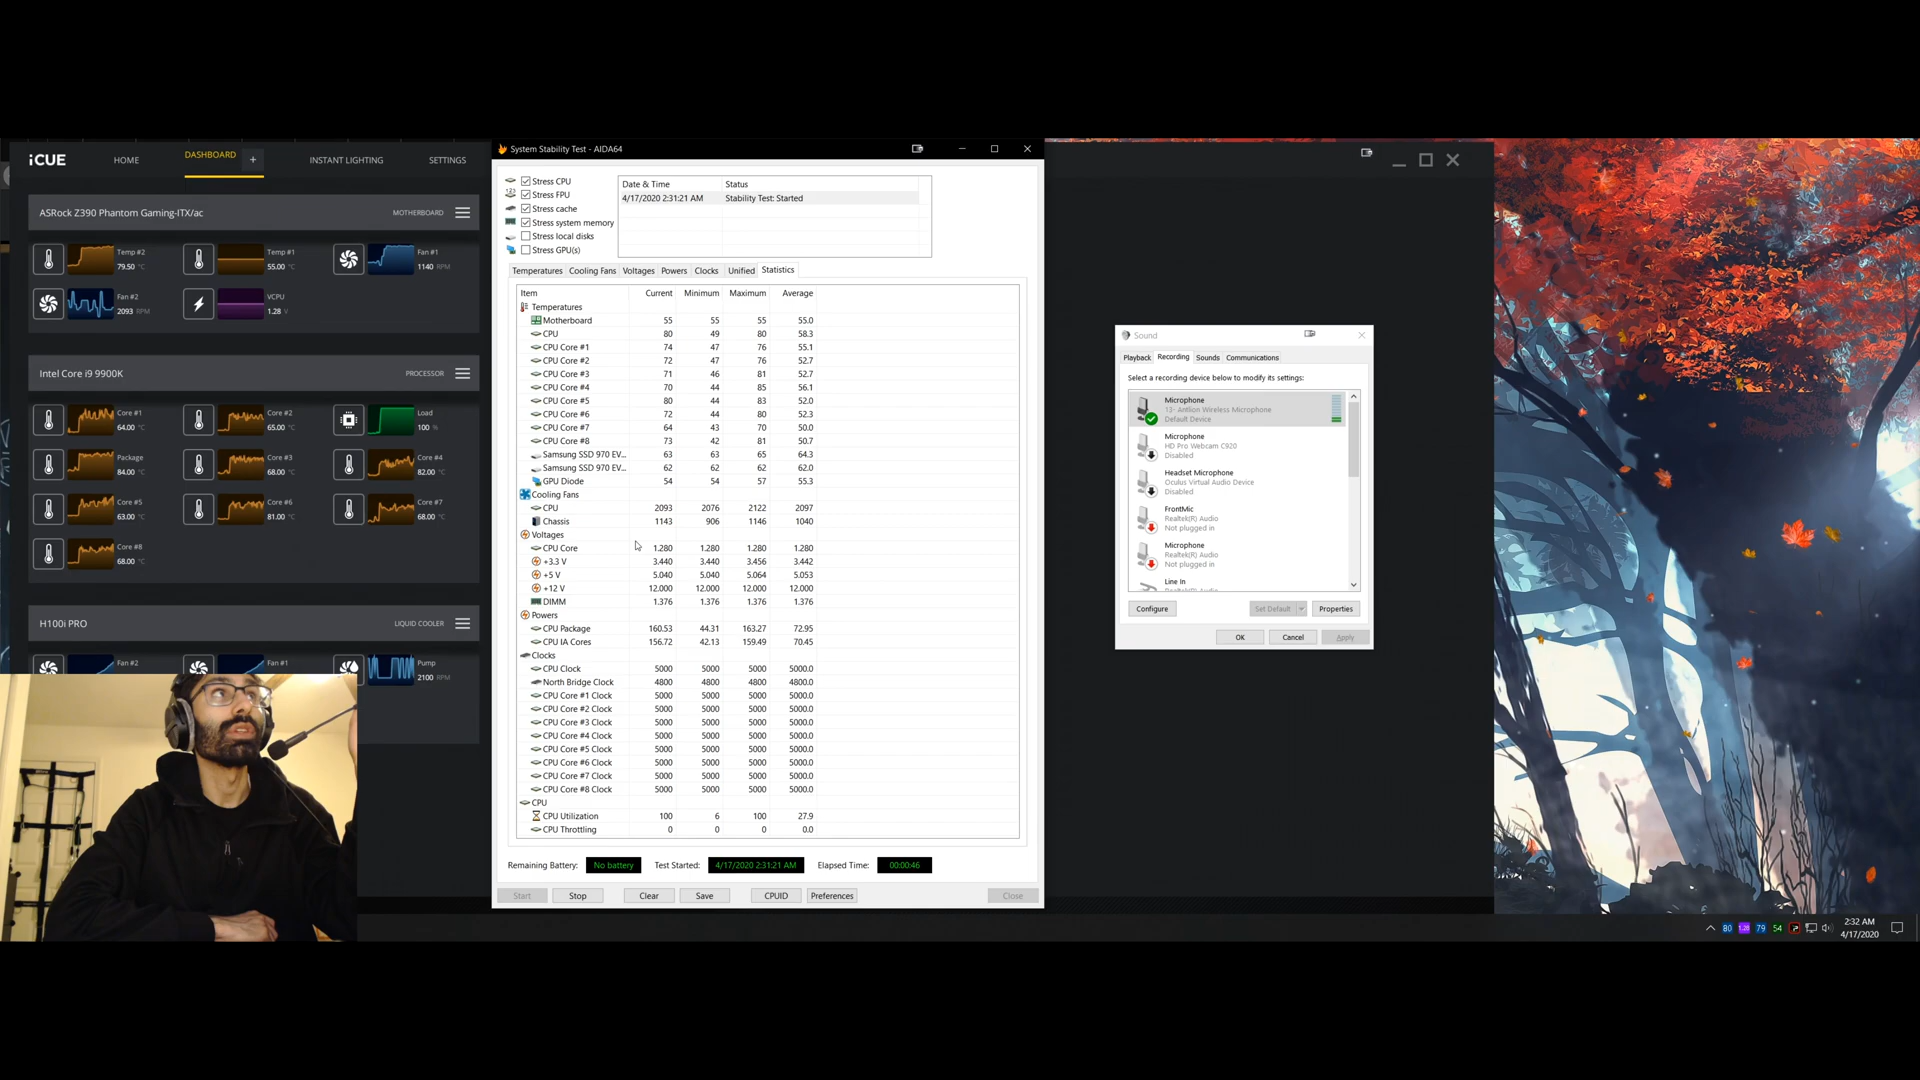 iCUE HOME DASHBOARD + INSTANT LIGHTING SETTINGS
ASRock Z390 Phantom Gaming-ITX/ac MOTHERBOARD
Temp #2 79.50 °C
Temp #1 55.00 °C
Fan #1 1140 RPM
Fan #2 2093 RPM
VCPU 1.28 V
Intel Core i9 9900K PROCESSOR
Core #1 64.00 °C
Core #2 65.00 °C
Load 100 %
Package 84.00 °C
Core #3 68.00 °C
Core #4 82.00 °C
Core #5 63.00 °C
Core #6 81.00 °C
Core #7 68.00 °C
Core #8 68.00 °C
H100i PRO LIQUID COOLER
Fan #2
Fan #1
Pump 2100 RPM
System Stability Test - AIDA64
Stress CPU
Stress FPU
Stress cache
Stress system memory
Stress local disks
Stress GPU(s)
Date & Time Status
4/17/2020 2:31:21 AM Stability Test: Started
Temperatures Cooling Fans Voltages Powers Clocks Unified Statistics
Item Current Minimum Maximum Average
Temperatures
Motherboard 55 55 55 55.0
CPU 80 49 80 58.3
CPU Core #1 74 47 76 55.1
CPU Core #2 72 47 76 52.7
CPU Core #3 71 46 81 52.7
CPU Core #4 70 44 85 56.1
CPU Core #5 80 44 83 52.0
CPU Core #6 72 44 80 52.3
CPU Core #7 64 43 70 50.0
CPU Core #8 73 42 81 50.7
Samsung SSD 970 EV... 63 63 65 64.3
Samsung SSD 970 EV... 62 62 62 62.0
GPU Diode 54 54 57 55.3
Cooling Fans
CPU 2093 2076 2122 2097
Chassis 1143 906 1146 1040
Voltages
CPU Core 1.280 1.280 1.280 1.280
+3.3 V 3.440 3.440 3.456 3.442
+5 V 5.040 5.040 5.064 5.053
+12 V 12.000 12.000 12.000 12.000
DIMM 1.376 1.376 1.376 1.376
Powers
CPU Package 160.53 44.31 163.27 72.95
CPU IA Cores 156.72 42.13 159.49 70.45
Clocks
CPU Clock 5000 5000 5000 5000.0
North Bridge Clock 4800 4800 4800 4800.0
CPU Core #1 Clock 5000 5000 5000 5000.0
CPU Core #2 Clock 5000 5000 5000 5000.0
CPU Core #3 Clock 5000 5000 5000 5000.0
CPU Core #4 Clock 5000 5000 5000 5000.0
CPU Core #5 Clock 5000 5000 5000 5000.0
CPU Core #6 Clock 5000 5000 5000 5000.0
CPU Core #7 Clock 5000 5000 5000 5000.0
CPU Core #8 Clock 5000 5000 5000 5000.0
CPU
CPU Utilization 100 6 100 27.9
CPU Throttling 0 0 0 0.0
Remaining Battery: No battery Test Started: 4/17/2020 2:31:21 AM Elapsed Time: 00:00:46
Start Stop Clear Save CPUID Preferences Close
Sound
Playback Recording Sounds Communications
Select a recording device below to modify its settings:
Microphone
13- Antlion Wireless Microphone
Default Device
Microphone
HD Pro Webcam C920
Disabled
Headset Microphone
Oculus Virtual Audio Device
Disabled
FrontMic
Realtek(R) Audio
Not plugged in
Microphone
Realtek(R) Audio
Not plugged in
Line In
Realtek(R) Audio
Configure Set Default Properties
OK Cancel Apply
80 1.28 79 54
2:32 AM
4/17/2020